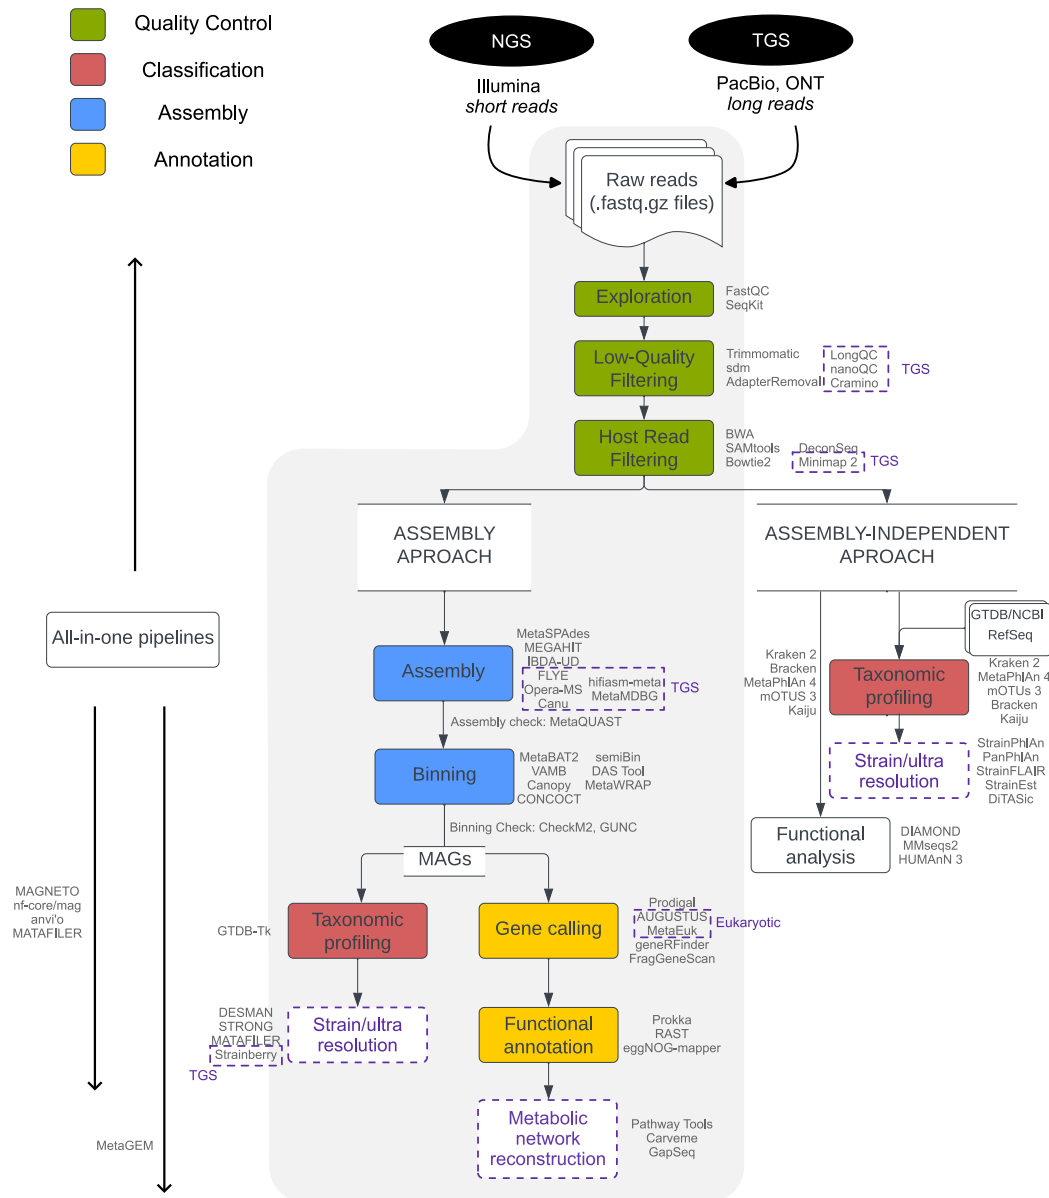 Quality Control
Classification
Assembly
Annotation
NGS
TGS
Illumina
short reads
PacBio, ONT
long reads
Raw reads
(.fastq.gz files)
Exploration
FastQC
SeqKit
Low-Quality
Filtering
Trimmomatic
sdm
AdapterRemoval
LongQC
nanoQC
Cramino
TGS
Host Read
Filtering
BWA
SAMtools
Bowtie2
DeconSeq
Minimap 2
TGS
ASSEMBLY
APROACH
ASSEMBLY-INDEPENDENT
APROACH
All-in-one pipelines
GTDB/NCBI
RefSeq
MetaSPAdes
MEGAHIT
IBDA-UD
FLYE
Opera-MS
Canu
hifiasm-meta
MetaMDBG
TGS
Assembly
Assembly check: MetaQUAST
Kraken 2
Bracken
MetaPhlAn 4
mOTUS 3
Kaiju
Taxonomic
profiling
Kraken 2
MetaPhlAn 4
mOTUs 3
Bracken
Kaiju
Binning
MetaBAT2
VAMB
Canopy
CONCOCT
semiBin
DAS Tool
MetaWRAP
Binning Check: CheckM2, GUNC
Strain/ultra
resolution
StrainPhlAn
PanPhlAn
StrainFLAIR
StrainEst
DiTASic
Functional
analysis
DIAMOND
MMseqs2
HUMAnN 3
MAGs
MAGNETO
nf-core/mag
anvi'o
MATAFILER
GTDB-Tk
Taxonomic
profiling
Gene calling
Prodigal
AUGUSTUS
MetaEuk
geneRFinder
FragGeneScan
Eukaryotic
DESMAN
STRONG
MATAFILER
Strainberry
TGS
Strain/ultra
resolution
Functional
annotation
Prokka
RAST
eggNOG-mapper
MetaGEM
Metabolic
network
reconstruction
Pathway Tools
Carveme
GapSeq